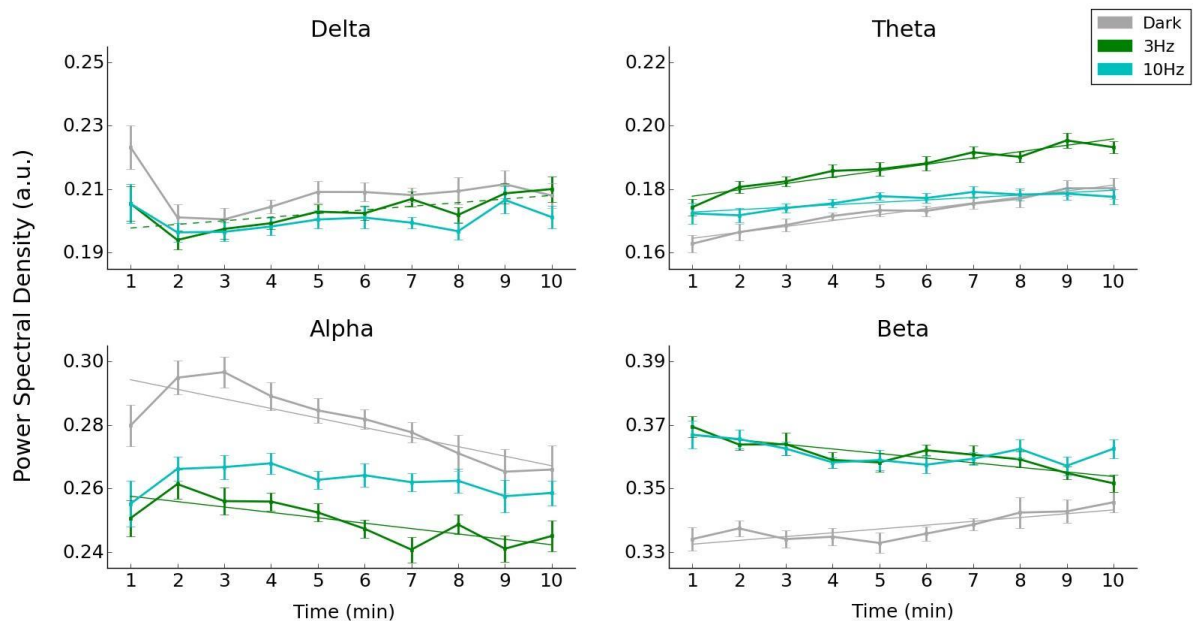 Delta
Theta
Dark
3Hz
10Hz
0.25
0.23
0.21
0.19
1 2 3 4 5 6 7 8 9 10
0.22
0.20
0.18
0.16
1 2 3 4 5 6 7 8 9 10
Power Spectral Density (a.u.)
Alpha
Beta
0.30
0.28
0.26
0.24
1 2 3 4 5 6 7 8 9 10
Time (min)
0.39
0.37
0.35
0.33
1 2 3 4 5 6 7 8 9 10
Time (min)